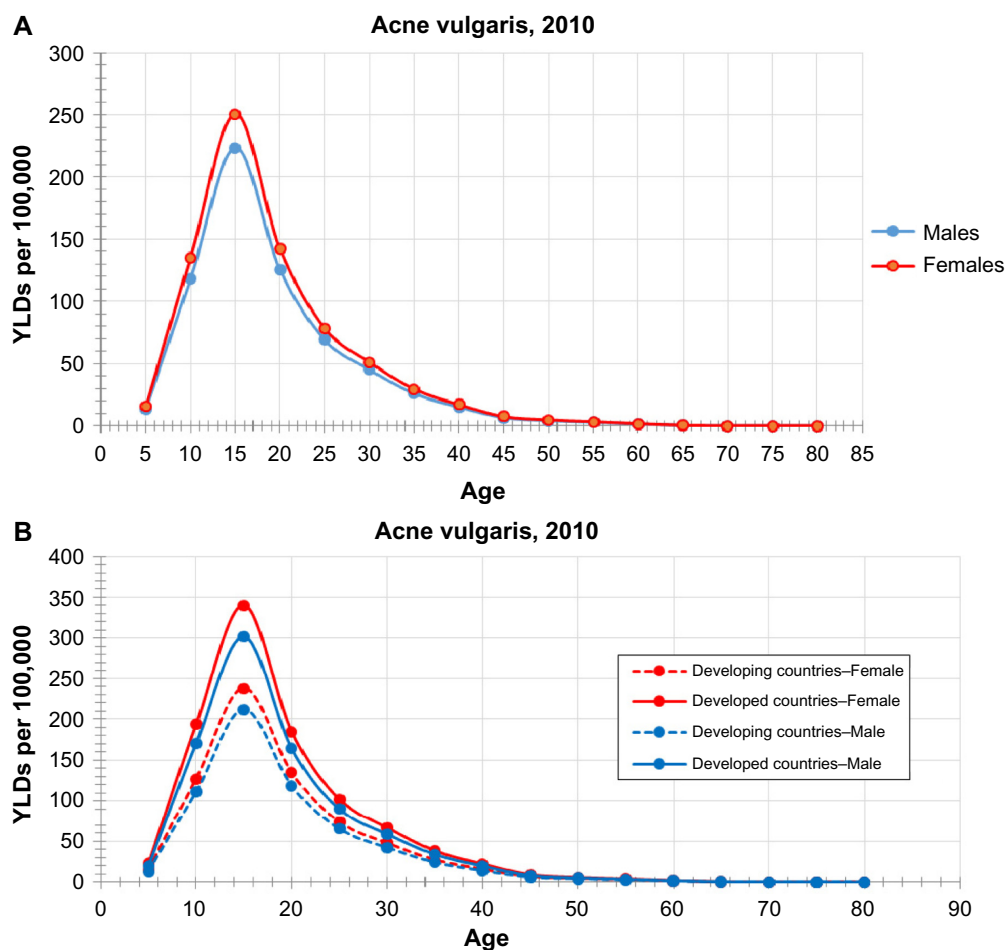 A
Acne vulgaris, 2010
YLDs per 100,000
300
250
200
150
100
50
0
0 5 10 15 20 25 30 35 40 45 50 55 60 65 70 75 80 85
Age
Males
Females
B
Acne vulgaris, 2010
YLDs per 100,000
400
350
300
250
200
150
100
50
0
0 10 20 30 40 50 60 70 80 90
Age
Developing countries–Female
Developed countries–Female
Developing countries–Male
Developed countries–Male